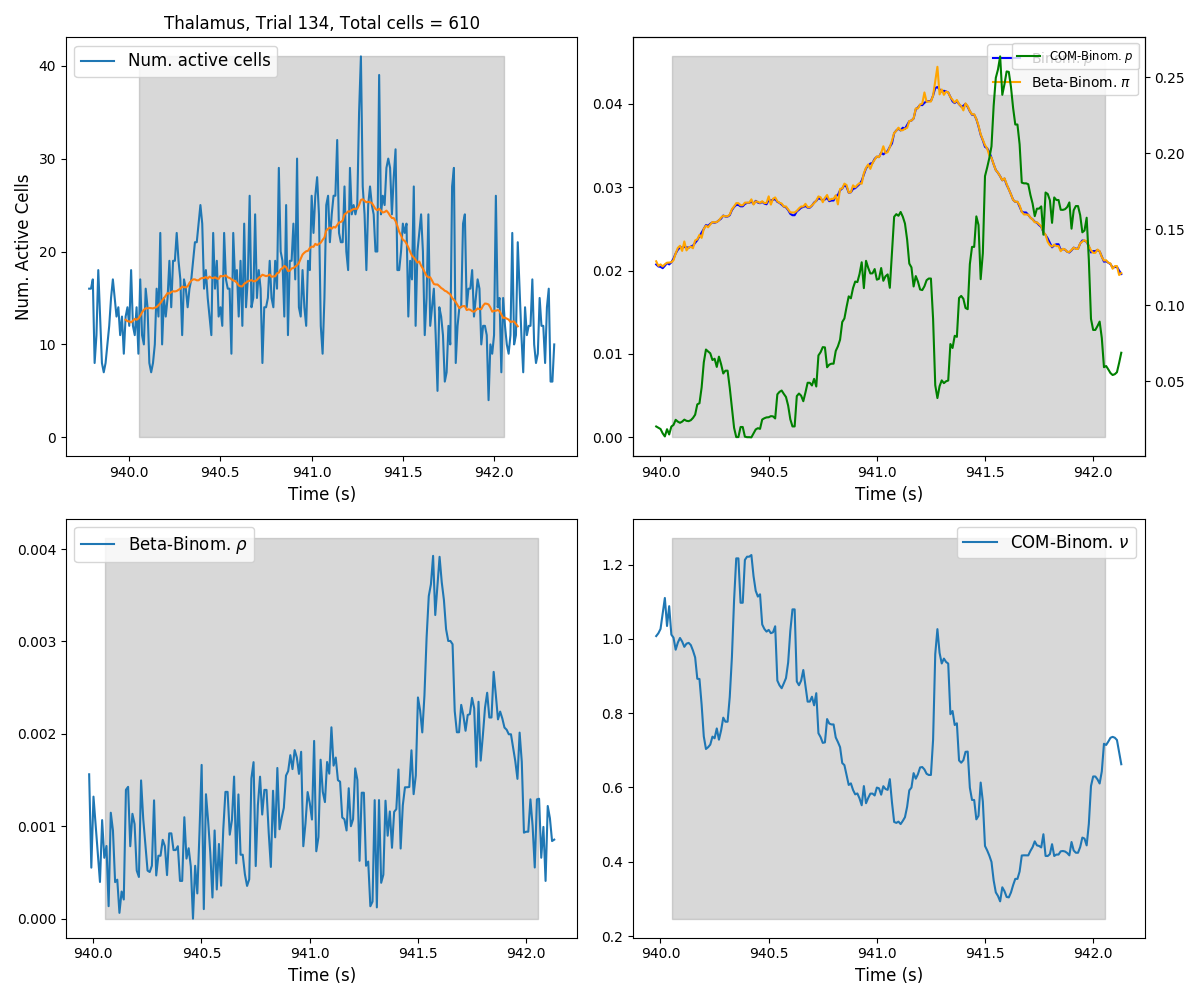 Thalamus, Trial 134, Total cells = 610
Num. active cells
Num. Active Cells
40
30
20
10
0
940.0 940.5 941.0 941.5 942.0
Time (s)
COM-Binom. p
Beta-Binom. π
0.04
0.03
0.02
0.01
0.00
0.25
0.20
0.15
0.10
0.05
940.0 940.5 941.0 941.5 942.0
Time (s)
Beta-Binom. ρ
0.004
0.003
0.002
0.001
0.000
940.0 940.5 941.0 941.5 942.0
Time (s)
COM-Binom. ν
1.2
1.0
0.8
0.6
0.4
0.2
940.0 940.5 941.0 941.5 942.0
Time (s)